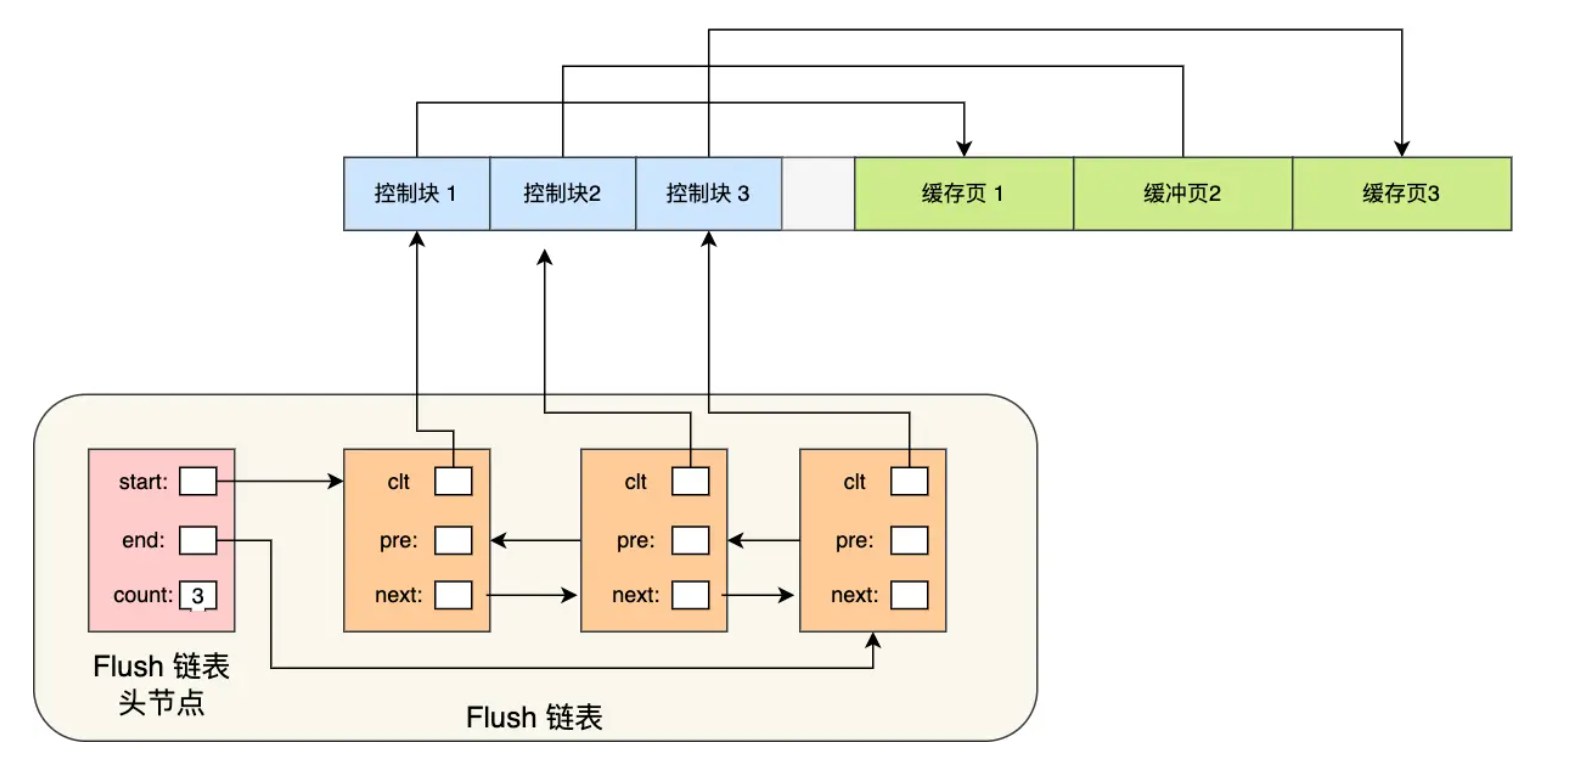 控制块 1
控制块2
控制块 3
缓存页 1
缓冲页2
缓存页3
start:
end:
count: 3
clt
pre:
next:
clt
pre:
next:
clt
pre:
next:
Flush 链表
头节点
Flush 链表